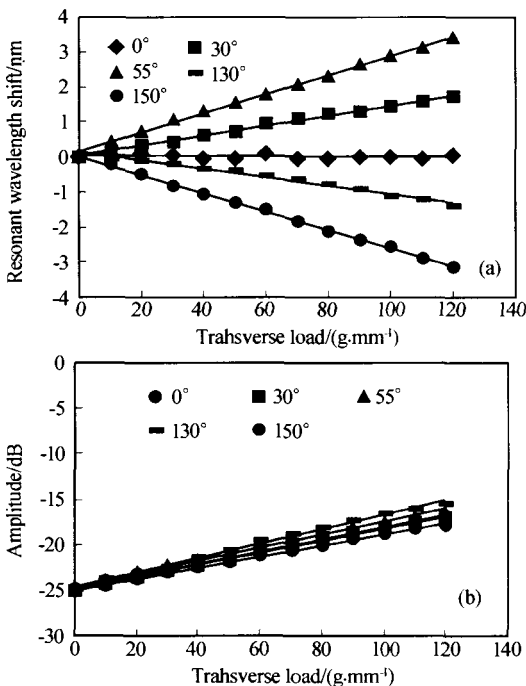 4
3
2
1
0
-1
-2
-3
-4
Resonant wavelength shift/nm
0° 30°
55° 130°
150°
(a)
0 20 40 60 80 100 120 140
Trahsverse load/(g·mm⁻¹)
0
-5
-10
-15
-20
-25
-30
Amplitude/dB
0° 30° 55°
130° 150°
(b)
0 20 40 60 80 100 120 140
Trahsverse load/(g·mm⁻¹)